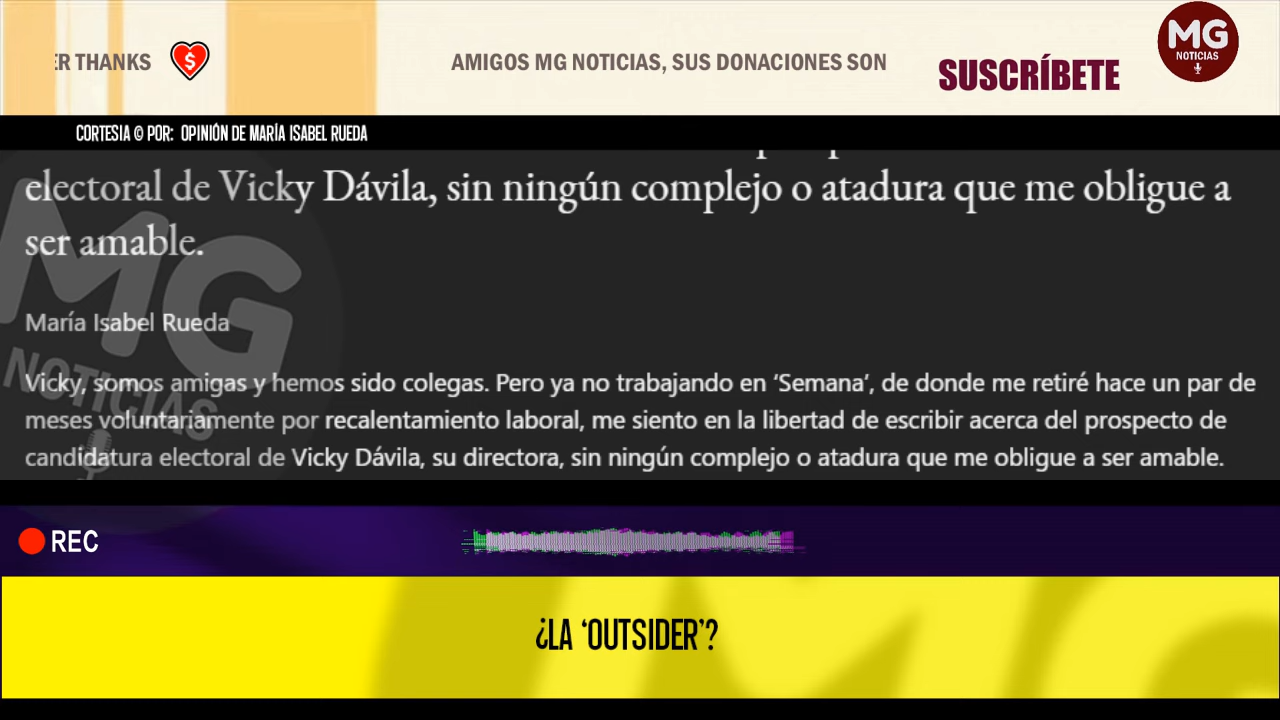 THANKS
AMIGOS MG NOTICIAS, SUS DONACIONES SON
SUSCRÍBETE
MG
NOTICIAS
CORTESIA © POR: OPINIÓN DE MARÍA ISABEL RUEDA
electoral de Vicky Dávila, sin ningún complejo o atadura que me obligue a
ser amable.
MG
NOTICIAS
María Isabel Rueda
Vicky, somos amigas y hemos sido colegas. Pero ya no trabajando en ‘Semana’, de donde me retiré hace un par de
meses voluntariamente por recalentamiento laboral, me siento en la libertad de escribir acerca del prospecto de
candidatura electoral de Vicky Dávila, su directora, sin ningún complejo o atadura que me obligue a ser amable.
REC
¿LA ‘OUTSIDER’?